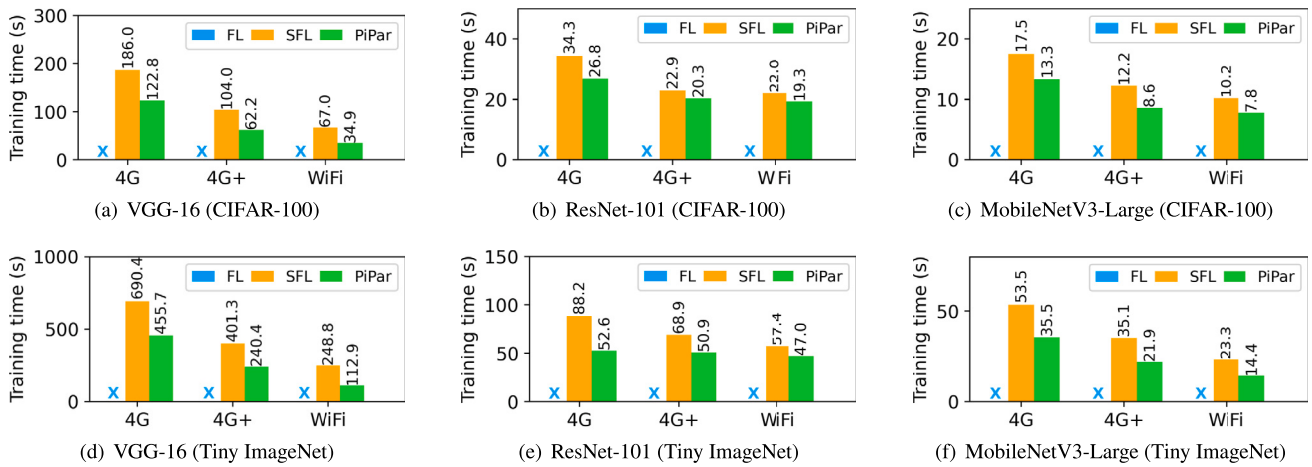 Training time (s)
300
200
100
0
FL SFL PiPar
X 186.0 122.8
X 104.0 62.2
X 67.0 34.9
4G 4G+ WiFi
(a) VGG-16 (CIFAR-100)
Training time (s)
40
20
0
FL SFL PiPar
X 34.3 26.8
X 22.9 20.3
X 22.0 19.3
4G 4G+ WiFi
(b) ResNet-101 (CIFAR-100)
Training time (s)
20
10
0
FL SFL PiPar
X 17.5 13.3
X 12.2 8.6
X 10.2 7.8
4G 4G+ WiFi
(c) MobileNetV3-Large (CIFAR-100)
Training time (s)
1000
500
0
FL SFL PiPar
X 690.4 455.7
X 401.3 240.4
X 248.8 112.9
4G 4G+ WiFi
(d) VGG-16 (Tiny ImageNet)
Training time (s)
150
100
50
0
FL SFL PiPar
X 88.2 52.6
X 68.9 50.9
X 57.4 47.0
4G 4G+ WiFi
(e) ResNet-101 (Tiny ImageNet)
Training time (s)
50
0
FL SFL PiPar
X 53.5 35.5
X 35.1 21.9
X 23.3 14.4
4G 4G+ WiFi
(f) MobileNetV3-Large (Tiny ImageNet)